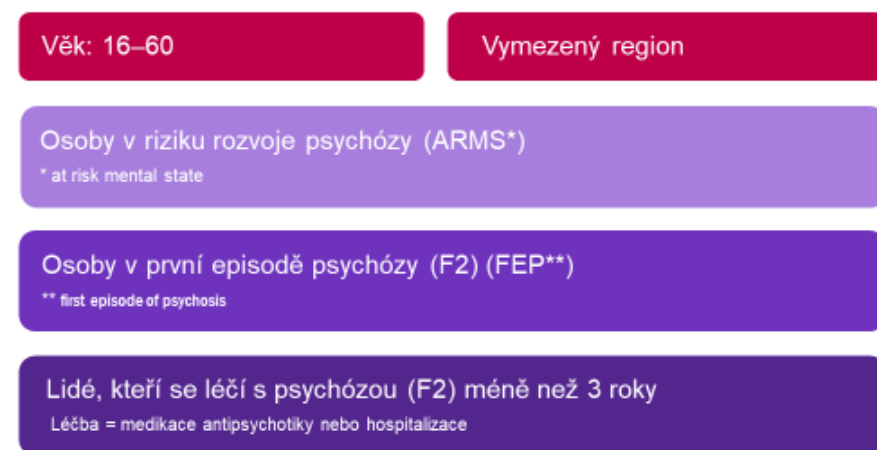 Věk: 16–60
Vymezený region
Osoby v riziku rozvoje psychózy (ARMS*)
* at risk mental state
Osoby v první episodě psychózy (F2) (FEP**)
** first episode of psychosis
Lidé, kteří se léčí s psychózou (F2) méně než 3 roky
Léčba = medikace antipsychotiky nebo hospitalizace